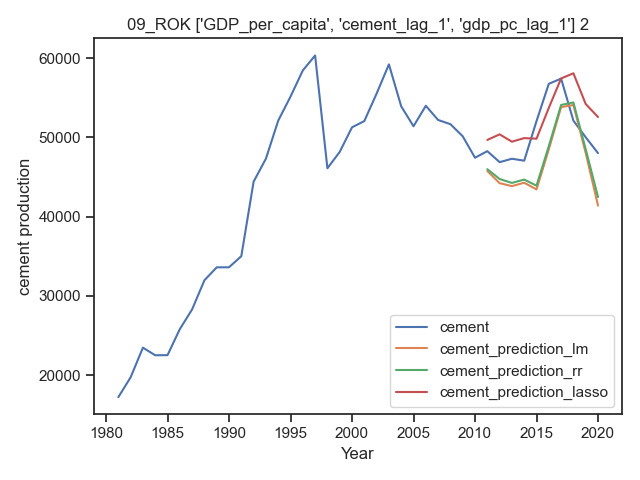 09_ROK ['GDP_per_capita', 'cement_lag_1', 'gdp_pc_lag_1'] 2
60000
50000
40000
30000
20000
cement production
cement
cement_prediction_lm
cement_prediction_rr
cement_prediction_lasso
1980 1985 1990 1995 2000 2005 2010 2015 2020
Year